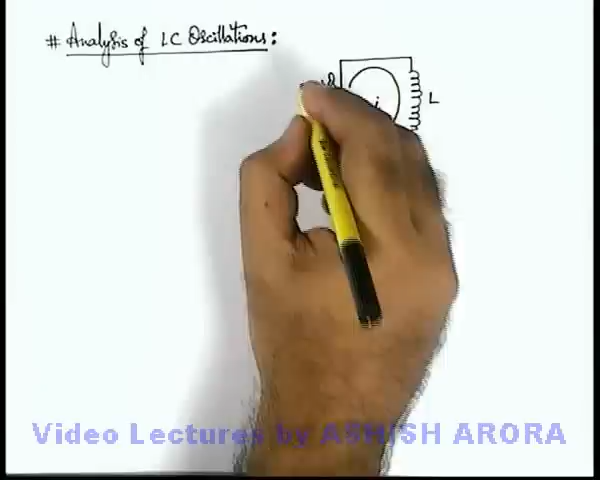 # Analysis of LC Oscillations :
i
L
Video Lectures by ASHISH ARORA